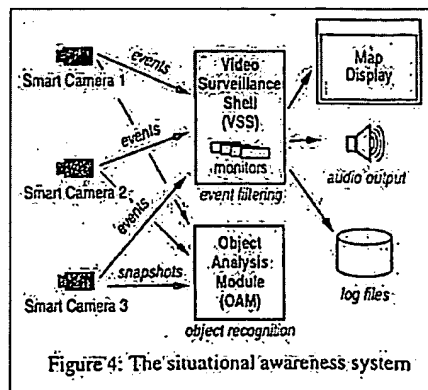 Smart Camera 1
events
Video
Surveillance
Shell
(VSS)
monitors
event filtering
Map
Display
events
Smart Camera 2
audio output
events
snapshots
Smart Camera 3
Object
Analysis
Module
(OAM)
object recognition
log files
Figure 4: The situational awareness system